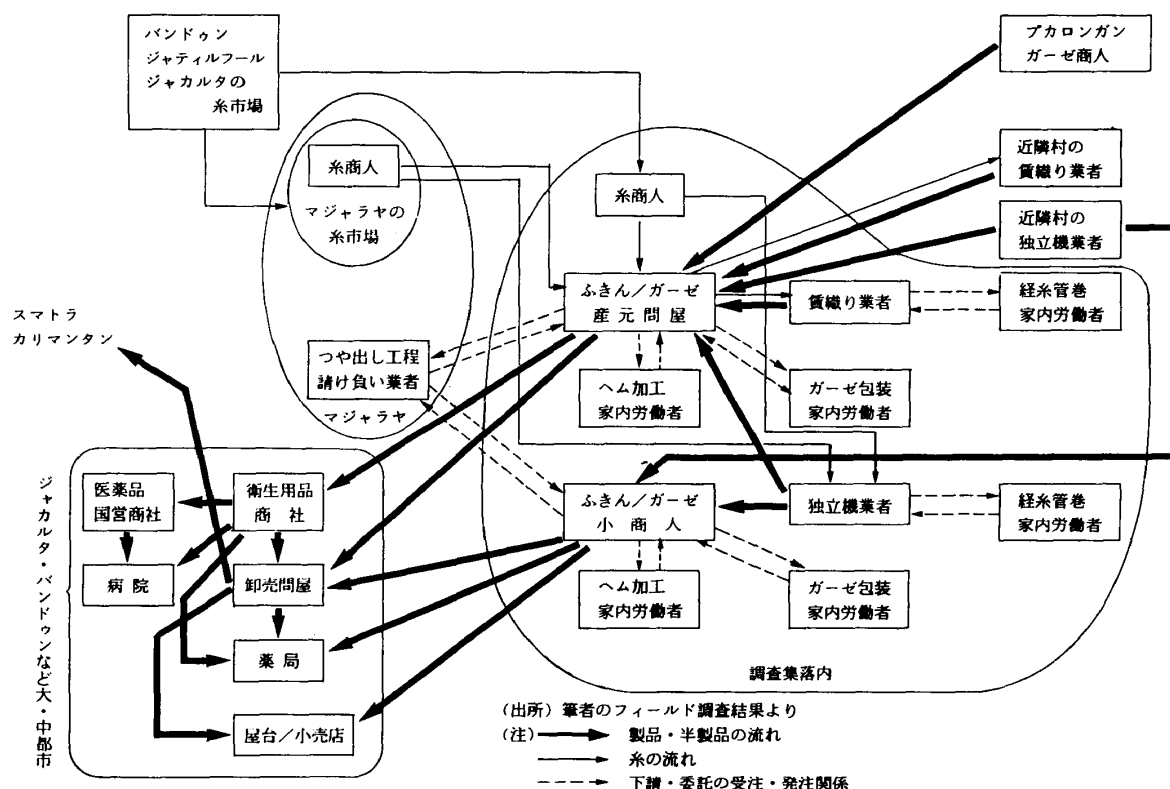 バンドゥン
ジャティルフール
ジャカルタの
糸市場
プカロンガン
ガーゼ商人
糸商人
マジャラヤの
糸市場
糸商人
近隣村の
賃織り業者
近隣村の
独立機業者
ふきん／ガーゼ
産元問屋
賃織り業者
経糸管巻
家内労働者
スマトラ
カリマンタン
つや出し工程
請け負い業者
マジャラヤ
ヘム加工
家内労働者
ガーゼ包装
家内労働者
ジャカルタ・バンドゥンなど大・中都市
医薬品
国営商社
衛生用品
商社
ふきん／ガーゼ
小商人
独立機業者
経糸管巻
家内労働者
病院
卸売問屋
ヘム加工
家内労働者
ガーゼ包装
家内労働者
薬局
調査集落内
屋台／小売店
（出所）筆者のフィールド調査結果より
（注） 製品・半製品の流れ
糸の流れ
下請・委託の受注・発注関係